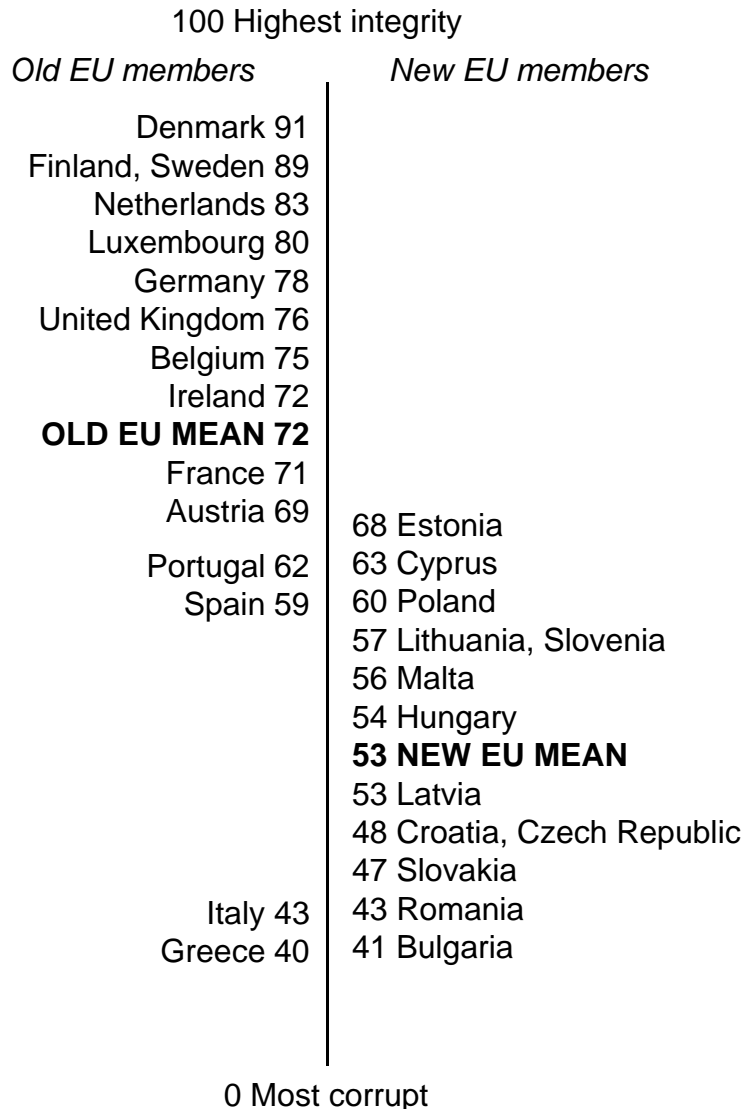 100 Highest integrity
Old EU members
New EU members
Denmark 91
Finland, Sweden 89
Netherlands 83
Luxembourg 80
Germany 78
United Kingdom 76
Belgium 75
Ireland 72
OLD EU MEAN 72
France 71
Austria 69
Portugal 62
Spain 59
Italy 43
Greece 40
68 Estonia
63 Cyprus
60 Poland
57 Lithuania, Slovenia
56 Malta
54 Hungary
53 NEW EU MEAN
53 Latvia
48 Croatia, Czech Republic
47 Slovakia
43 Romania
41 Bulgaria
0 Most corrupt